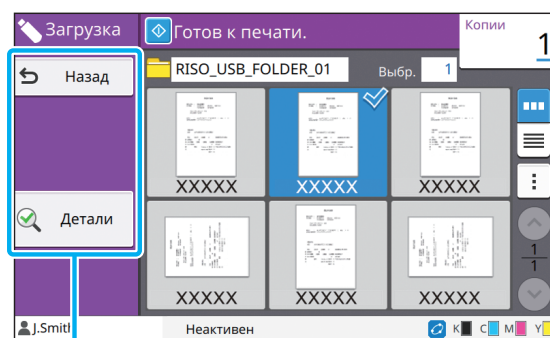 Загрузка
Готов к печати.
Копии
1
Назад
RISO_USB_FOLDER_01
Выбр. 1
XXXXX XXXXX XXXXX
Детали
1
1
XXXXX XXXXX XXXXX
J.Smith
Неактивен
K C M Y